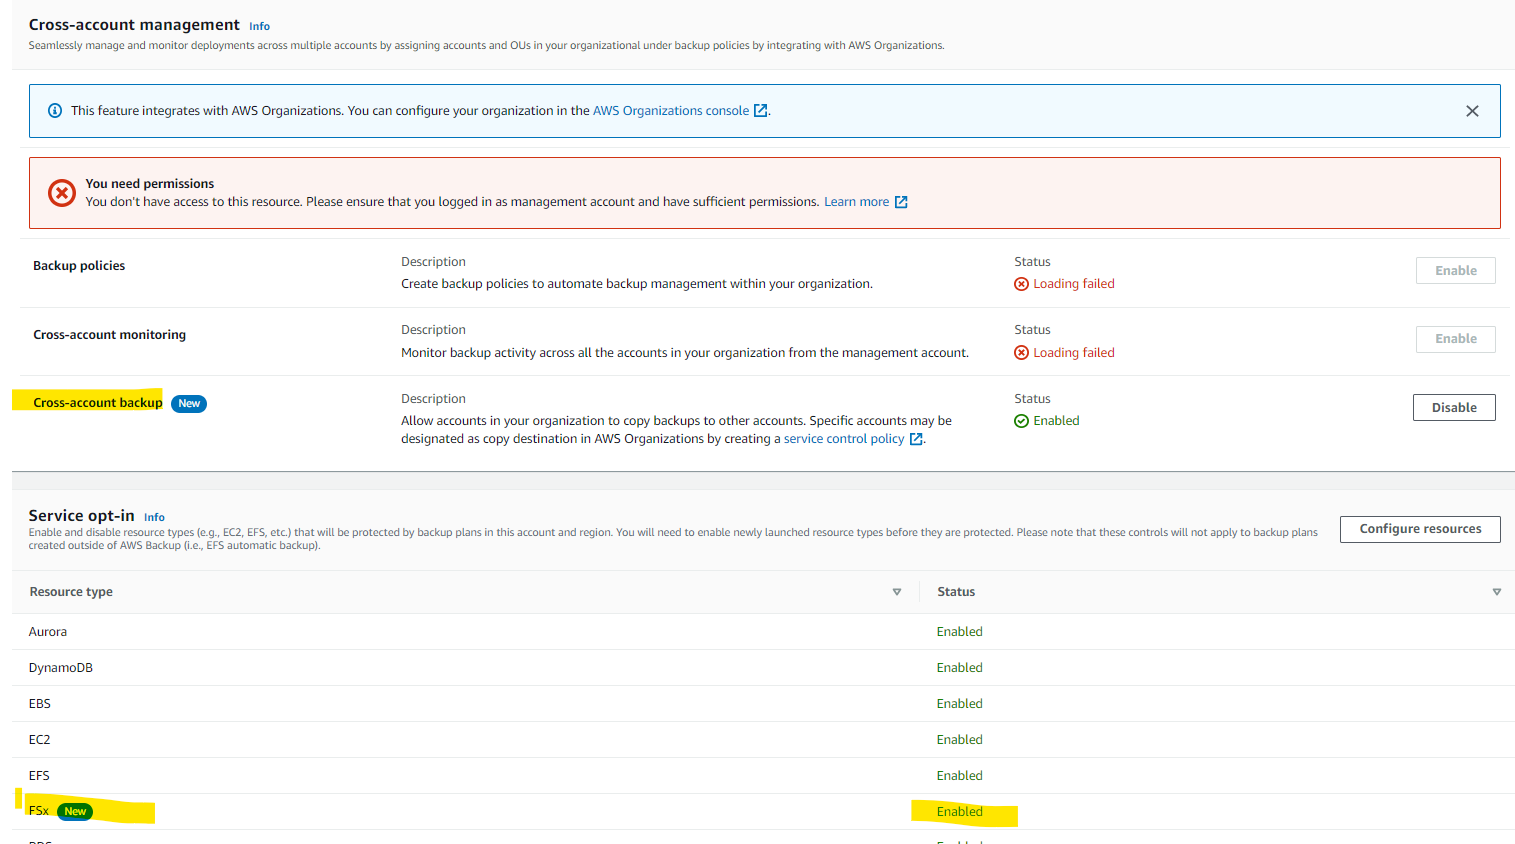 Cross-account management Info
Seamlessly manage and monitor deployments across multiple accounts by assigning accounts and OUs in your organizational under backup policies by integrating with AWS Organizations.
This feature integrates with AWS Organizations. You can configure your organization in the AWS Organizations console.
You need permissions
You don't have access to this resource. Please ensure that you logged in as management account and have sufficient permissions. Learn more
Backup policies
Description
Create backup policies to automate backup management within your organization.
Status
Loading failed
Enable
Cross-account monitoring
Description
Monitor backup activity across all the accounts in your organization from the management account.
Status
Loading failed
Enable
Cross-account backup New
Description
Allow accounts in your organization to copy backups to other accounts. Specific accounts may be
designated as copy destination in AWS Organizations by creating a service control policy.
Status
Enabled
Disable
Service opt-in Info
Enable and disable resource types (e.g., EC2, EFS, etc.) that will be protected by backup plans in this account and region. You will need to enable newly launched resource types before they are protected. Please note that these controls will not apply to backup plans
created outside of AWS Backup (i.e., EFS automatic backup).
Configure resources
Resource type Status
Aurora Enabled
DynamoDB Enabled
EBS Enabled
EC2 Enabled
EFS Enabled
FSx New Enabled